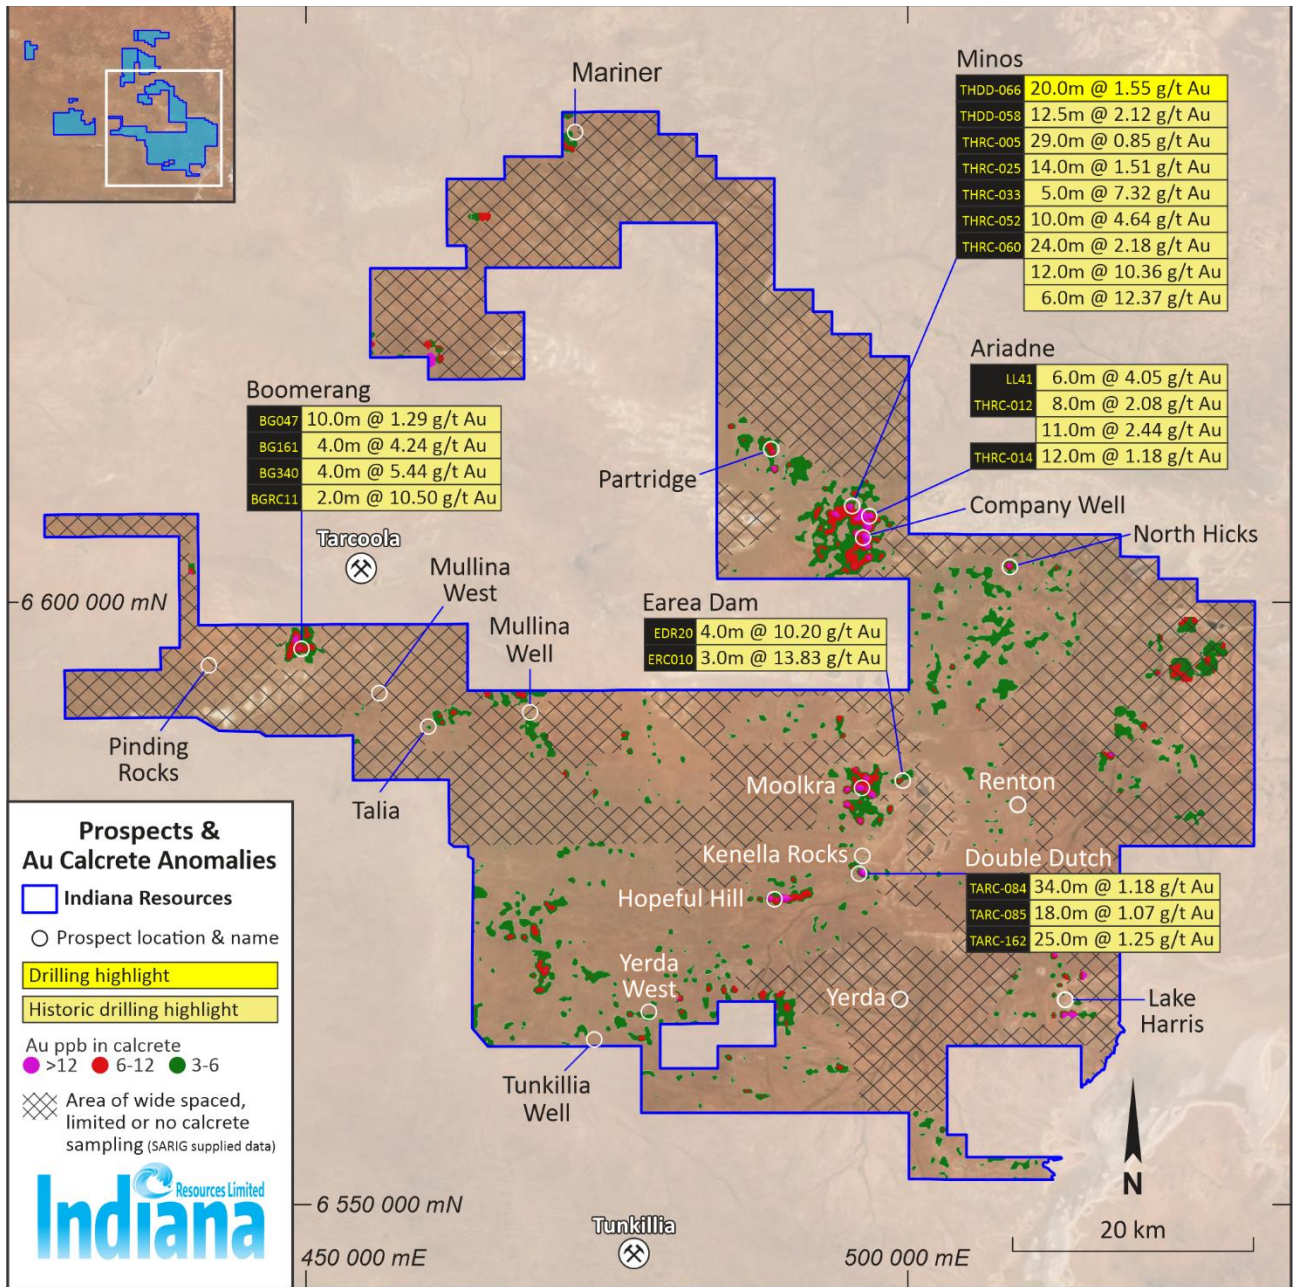 Mariner
Minos
THDD-066 20.0m @ 1.55 g/t Au
THDD-058 12.5m @ 2.12 g/t Au
THRC-005 29.0m @ 0.85 g/t Au
THRC-025 14.0m @ 1.51 g/t Au
THRC-033 5.0m @ 7.32 g/t Au
THRC-052 10.0m @ 4.64 g/t Au
THRC-060 24.0m @ 2.18 g/t Au
12.0m @ 10.36 g/t Au
6.0m @ 12.37 g/t Au
Ariadne
LL41 6.0m @ 4.05 g/t Au
THRC-012 8.0m @ 2.08 g/t Au
11.0m @ 2.44 g/t Au
THRC-014 12.0m @ 1.18 g/t Au
Boomerang
BG047 10.0m @ 1.29 g/t Au
BG161 4.0m @ 4.24 g/t Au
BG340 4.0m @ 5.44 g/t Au
BGRC11 2.0m @ 10.50 g/t Au
Partridge
Company Well
North Hicks
Tarcoola
Mullina
West
Mullina
Well
6 600 000 mN
Earea Dam
EDR20 4.0m @ 10.20 g/t Au
ERC010 3.0m @ 13.83 g/t Au
Pinding
Rocks
Talia
Moolkra
Renton
Kenella Rocks
Double Dutch
TARC-084 34.0m @ 1.18 g/t Au
TARC-085 18.0m @ 1.07 g/t Au
TARC-162 25.0m @ 1.25 g/t Au
Hopeful Hill
Yerda
West
Yerda
Lake
Harris
Tunkillia
Well
Prospects &
Au Calcrete Anomalies
Indiana Resources
Prospect location & name
Drilling highlight
Historic drilling highlight
Au ppb in calcrete
>12 6-12 3-6
Area of wide spaced,
limited or no calcrete
sampling (SARIG supplied data)
Resources Limited
Indiana
6 550 000 mN
Tunkillia
450 000 mE
500 000 mE
N
20 km